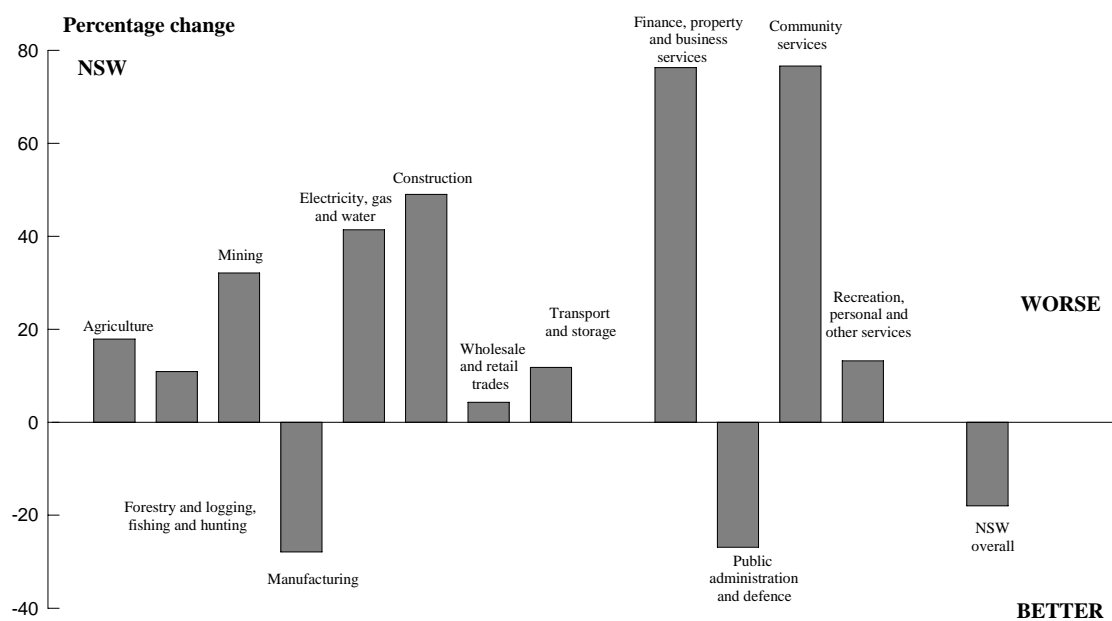 Percentage change
NSW
80
60
40
20
0
-20
-40
Agriculture
Forestry and logging,
fishing and hunting
Mining
Manufacturing
Electricity, gas
and water
Construction
Wholesale
and retail
trades
Transport
and storage
Finance, property
and business
services
Public
administration
and defence
Community
services
Recreation,
personal and
other services
NSW
overall
WORSE
BETTER